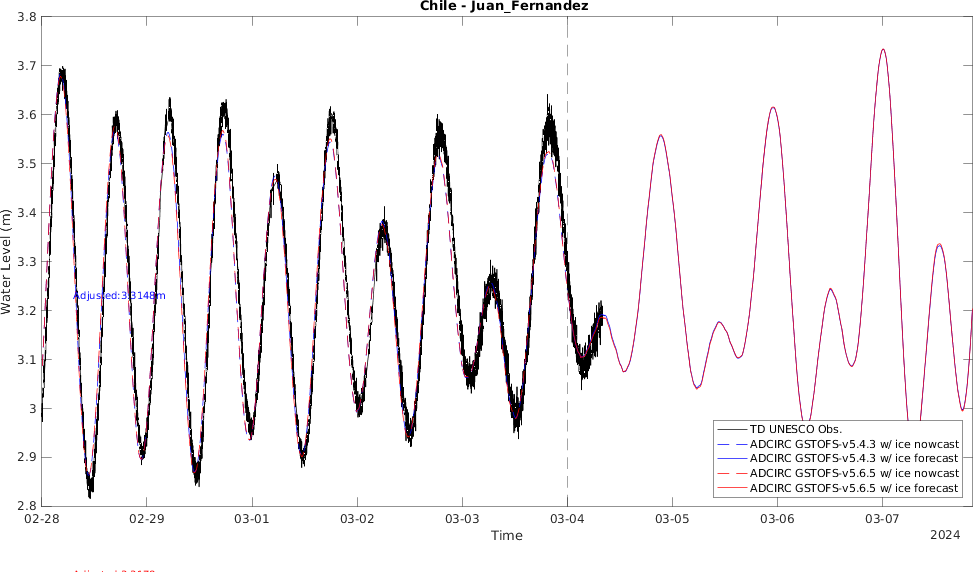 Chile - Juan_Fernandez
3.8
3.7
3.6
3.5
3.4
3.3
3.2
3.1
3
2.9
2.8
Water Level (m)
Adjusted:3.3148m
TD UNESCO Obs.
ADCIRC GSTOFS-v5.4.3 w/ ice nowcast
ADCIRC GSTOFS-v5.4.3 w/ ice forecast
ADCIRC GSTOFS-v5.6.5 w/ ice nowcast
ADCIRC GSTOFS-v5.6.5 w/ ice forecast
02-28 02-29 03-01 03-02 03-03 03-04 03-05 03-06 03-07
Time
2024